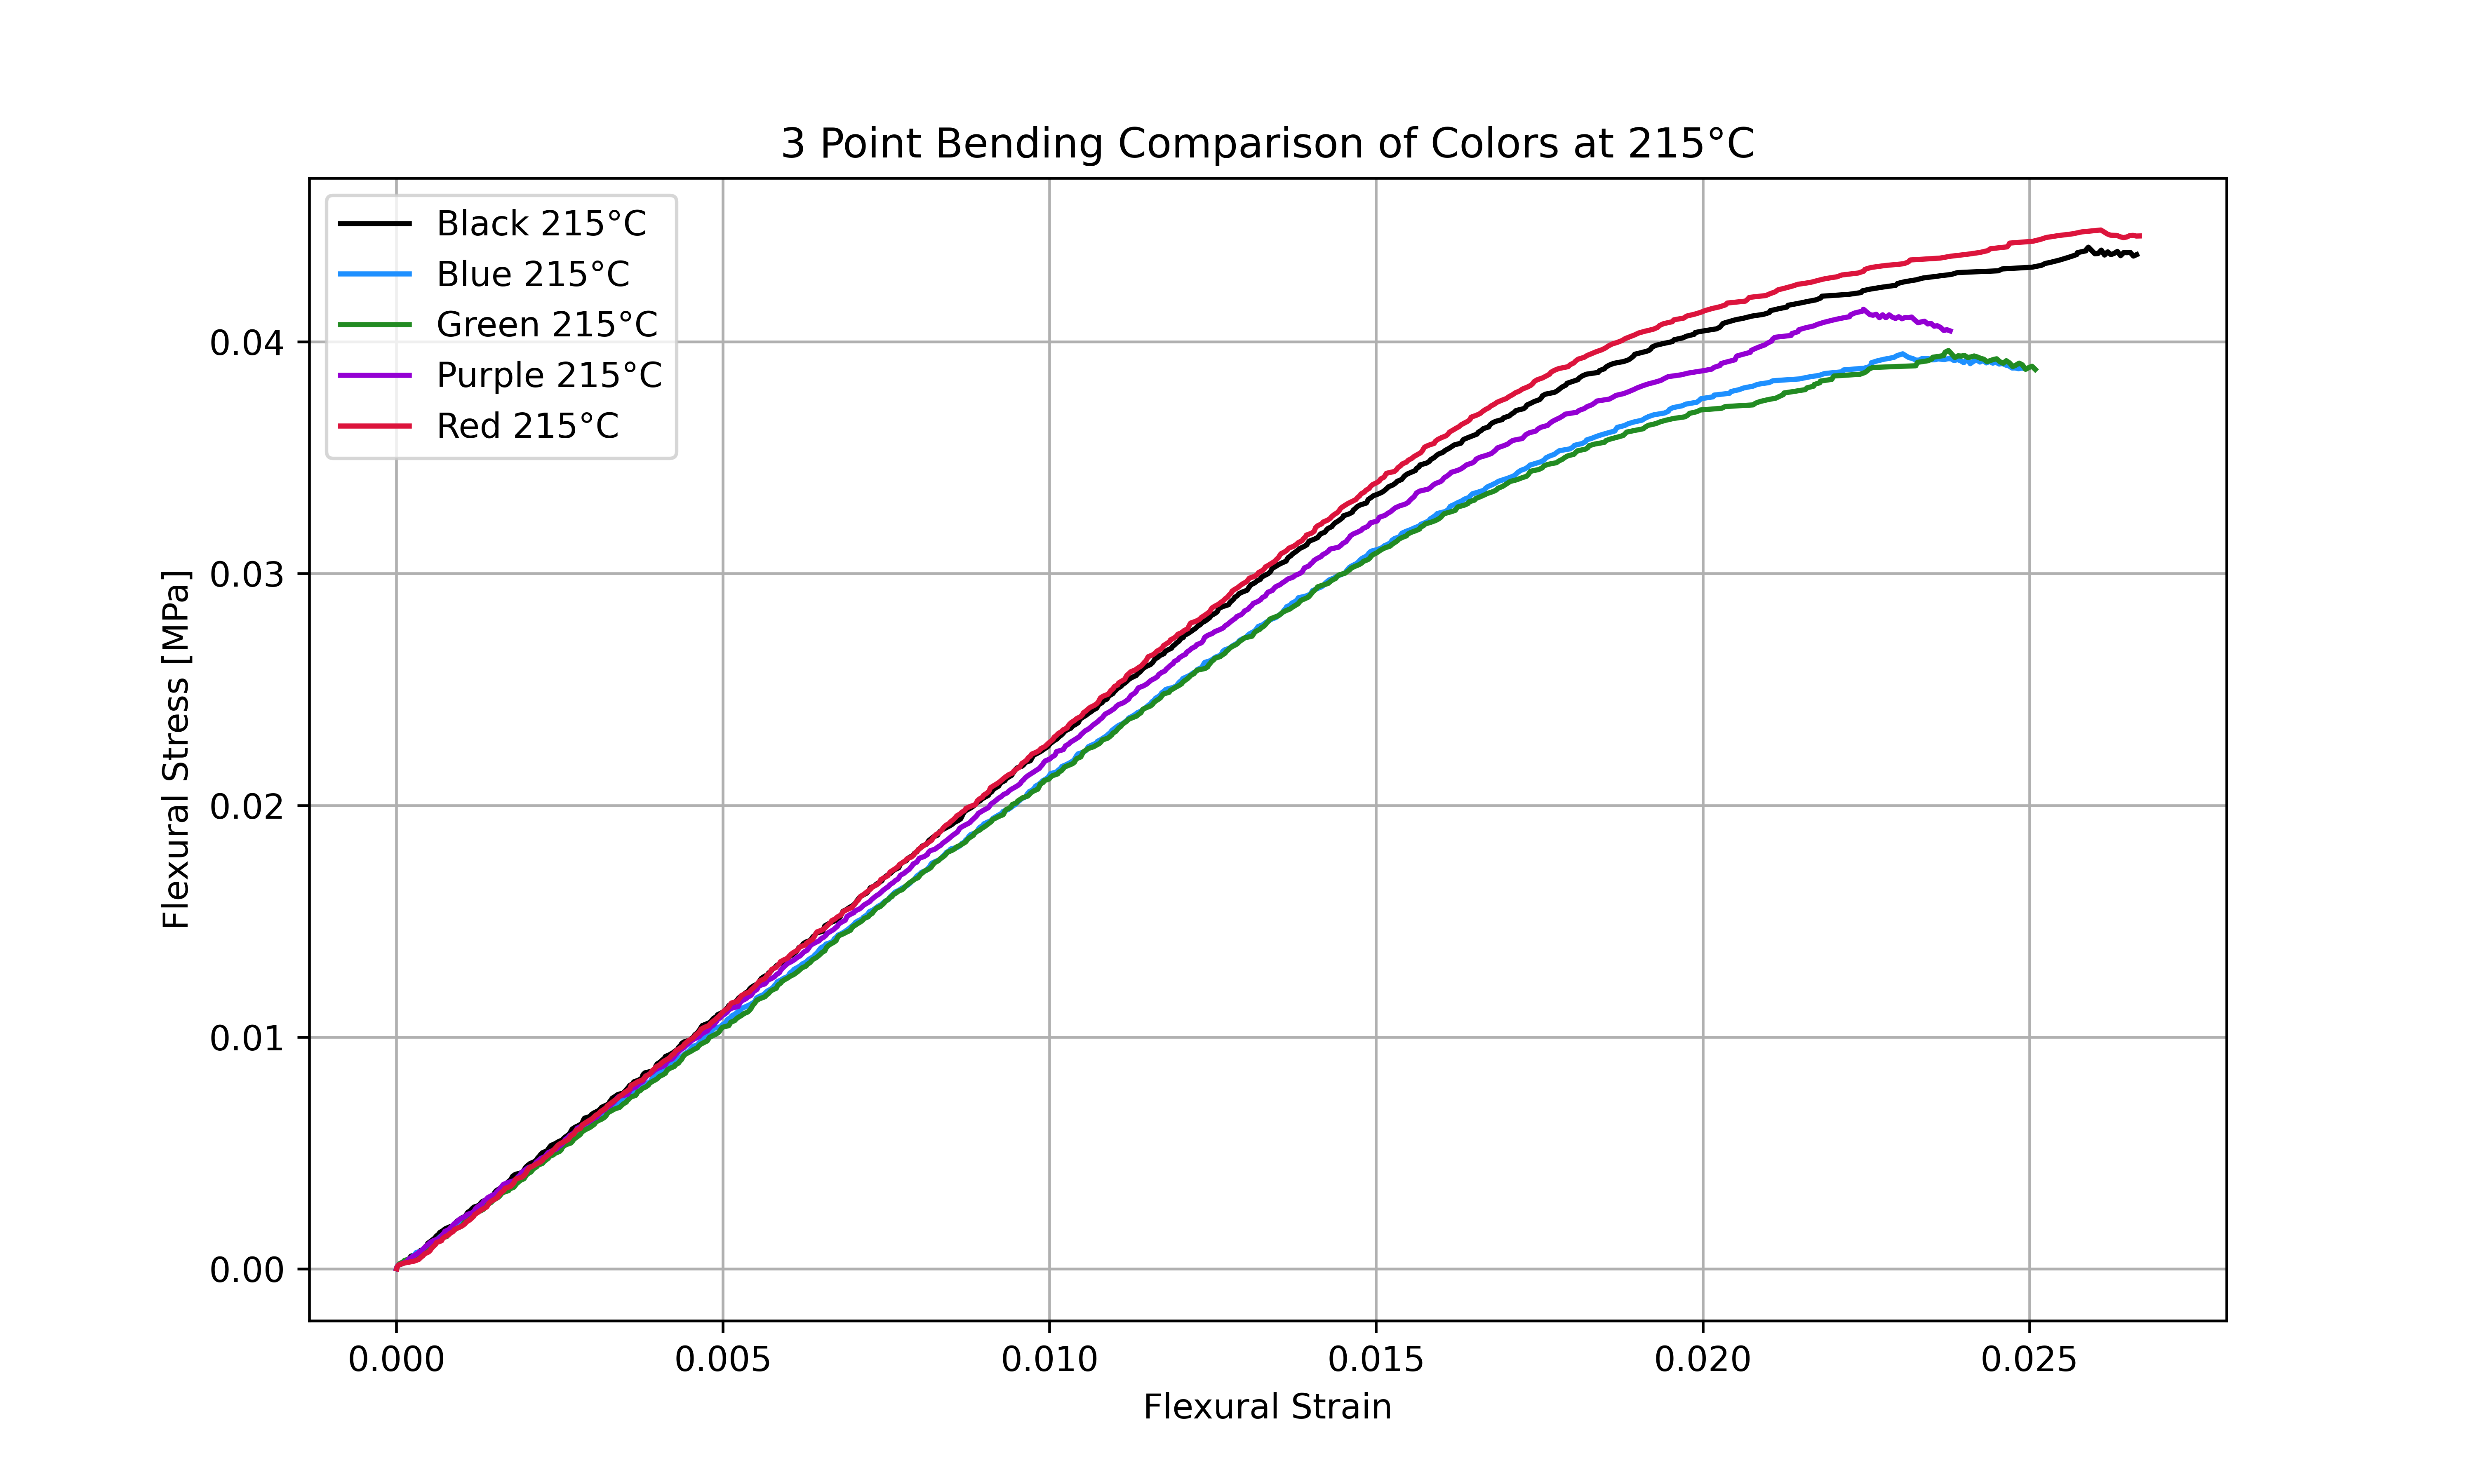 3 Point Bending Comparison of Colors at 215°C
Black 215°C
Blue 215°C
Green 215°C
Purple 215°C
Red 215°C
Flexural Stress [MPa]
0.04
0.03
0.02
0.01
0.00
0.000 0.005 0.010 0.015 0.020 0.025
Flexural Strain